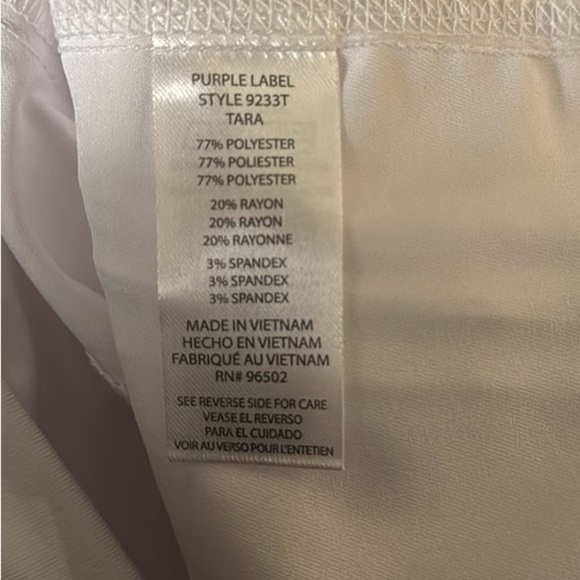 PURPLE LABEL
STYLE 9233T
TARA
77% POLYESTER
77% POLIESTER
77% POLYESTER
20% RAYON
20% RAYON
20% RAYONNE
3% SPANDEX
3% SPANDEX
3% SPANDEX
MADE IN VIETNAM
HECHO EN VIETNAM
FABRIQUÉ AU VIETNAM
RN# 96502
SEE REVERSE SIDE FOR CARE
VEASE EL REVERSO
PARA EL CUIDADO
VOIR AU VERSO POUR L'ENTETIEN